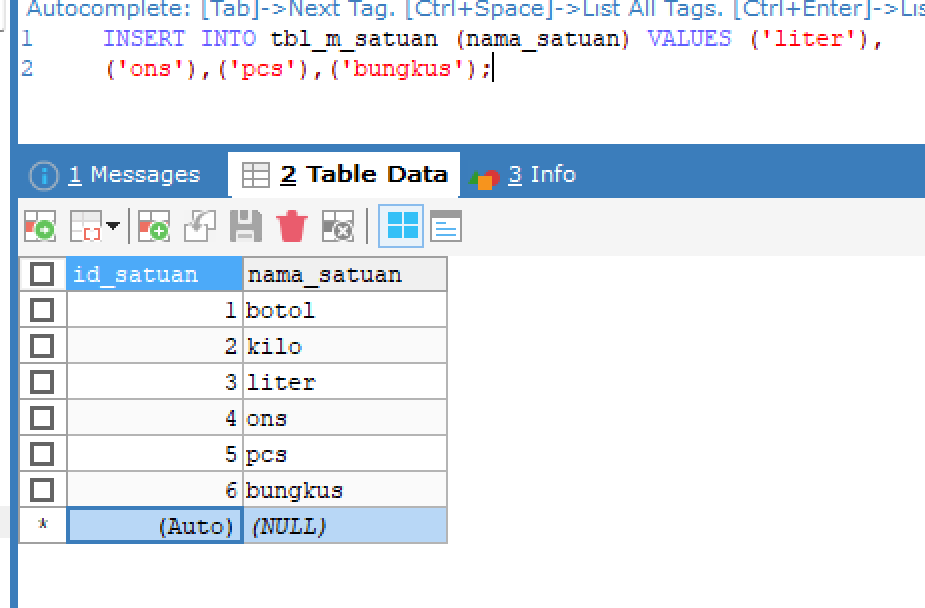 Autocomplete: [Tab]->Next Tag. [Ctrl+Space]->List All Tags. [Ctrl+Enter]->Lis
1 INSERT INTO tbl_m_satuan (nama_satuan) VALUES ('liter'),
2 ('ons'),('pcs'),('bungkus');
1 Messages 2 Table Data 3 Info
id_satuan nama_satuan
1 botol
2 kilo
3 liter
4 ons
5 pcs
6 bungkus
* (Auto) (NULL)